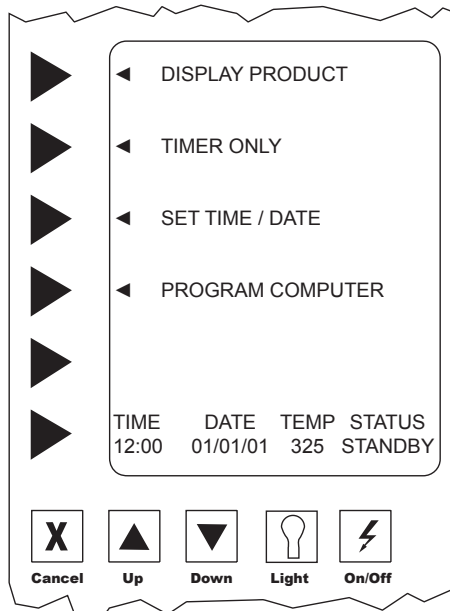 DISPLAY PRODUCT
TIMER ONLY
SET TIME / DATE
PROGRAM COMPUTER
TIME DATE TEMP STATUS
12:00 01/01/01 325 STANDBY
X
Cancel Up Down Light On/Off